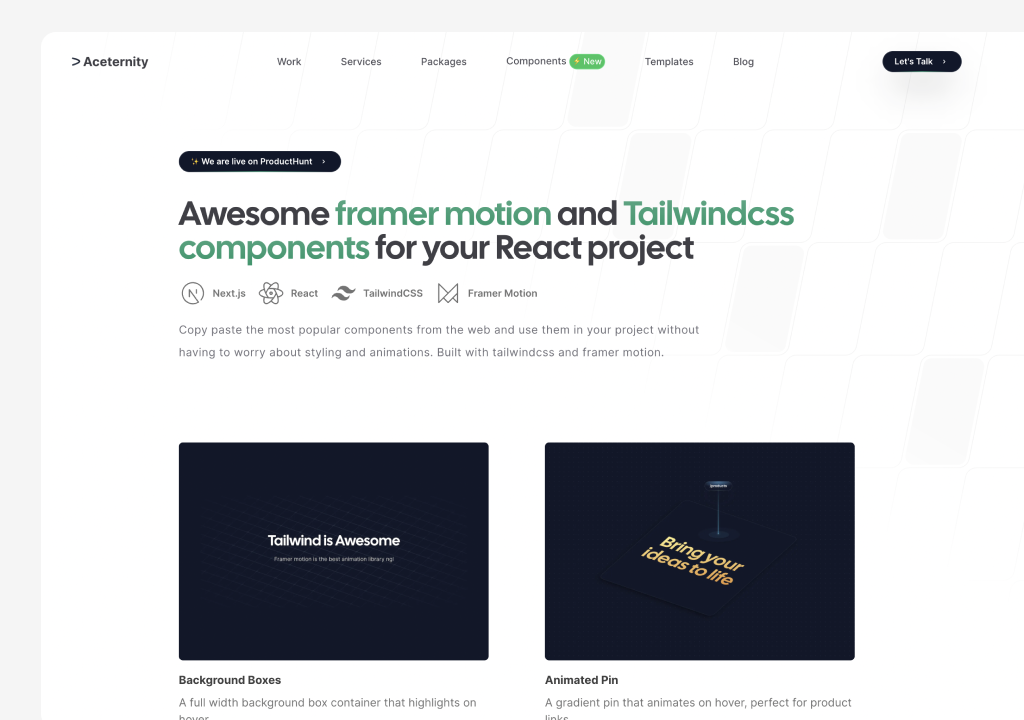 > Aceternity
Work Services Packages Components ⚡ New Templates Blog
Let's Talk ›
✨ We are live on ProductHunt ›
Awesome framer motion and Tailwindcss
components for your React project
Next.js React TailwindCSS Framer Motion
Copy paste the most popular components from the web and use them in your project without
having to worry about styling and animations. Built with tailwindcss and framer motion.
Tailwind is Awesome
Framer motion is the best animation library ngl
Bring your
ideas to life
Background Boxes
A full width background box container that highlights on
hover
Animated Pin
A gradient pin that animates on hover, perfect for product
links